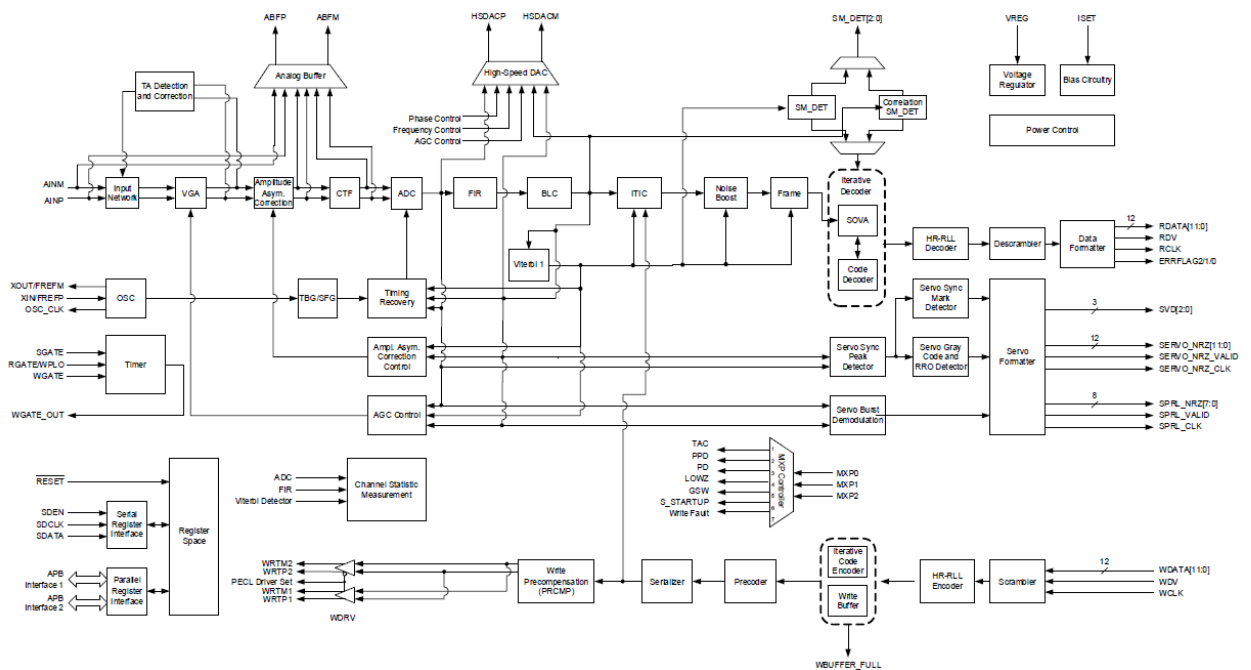 ABFP
ABFM
HSDACP
HSDACM
SM_DET[2:0]
VREG
ISET
TA Detection
and Correction
Analog Buffer
High-Speed DAC
Voltage
Regulator
Bias Circuitry
SM_DET
Correlation
SM_DET
Phase Control
Frequency Control
AGC Control
Power Control
AINM
AINP
Input
Network
VGA
Amplitude
Asym.
Correction
CTF
ADC
FIR
BLC
ITIC
Noise
Boost
Frame
Iterative
Decoder
SOVA
Code
Decoder
HR-RLL
Decoder
Descrambler
Data
Formatter
12
RDATA[11:0]
RDV
RCLK
ERRFLAG2/1/0
Viterbi 1
XOUT/FREFM
XIN/FREFP
OSC_CLK
OSC
TBG/SFG
Timing
Recovery
Servo Sync
Mark
Detector
3
SVD[2:0]
SGATE
RGATE/WPLO
WGATE
Timer
Ampl. Asym.
Correction
Control
Servo Sync
Peak
Detector
Servo Gray
Code and
RRO Detector
Servo
Formatter
12
SERVO_NRZ[11:0]
SERVO_NRZ_VALID
SERVO_NRZ_CLK
WGATE_OUT
AGC Control
Servo Burst
Demodulation
8
SPRL_NRZ[7:0]
SPRL_VALID
SPRL_CLK
RESET
SDEN
SDCLK
SDATA
Serial
Register
Interface
Register
Space
APB
Interface 1
APB
Interface 2
Parallel
Register
Interface
ADC
FIR
Viterbi Detector
Channel Statistic
Measurement
TAC
PPD
PD
LOWZ
GSW
S_STARTUP
Write Fault
1
2
3
4
5
6
7
MXP Controller
MXP0
MXP1
MXP2
WRTM2
WRTP2
PECL Driver Set
WRTM1
WRTP1
WDRV
Write
Precompensation
(PRCMP)
Serializer
Precoder
Iterative
Code
Encoder
Write
Buffer
HR-RLL
Encoder
Scrambler
12
WDATA[11:0]
WDV
WCLK
WBUFFER_FULL